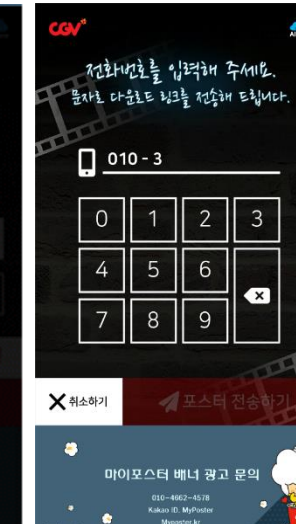 CGV
전화번호를 입력해 주세요.
문자로 다운로드 링크를 전송해 드립니다.
010 - 3
0 1 2 3
4 5 6
7 8 9
취소하기
포스터 전송하기
마이포스터 배너 광고 문의
010-4662-4578
Kakao ID. MyPoster
Myposter.kr